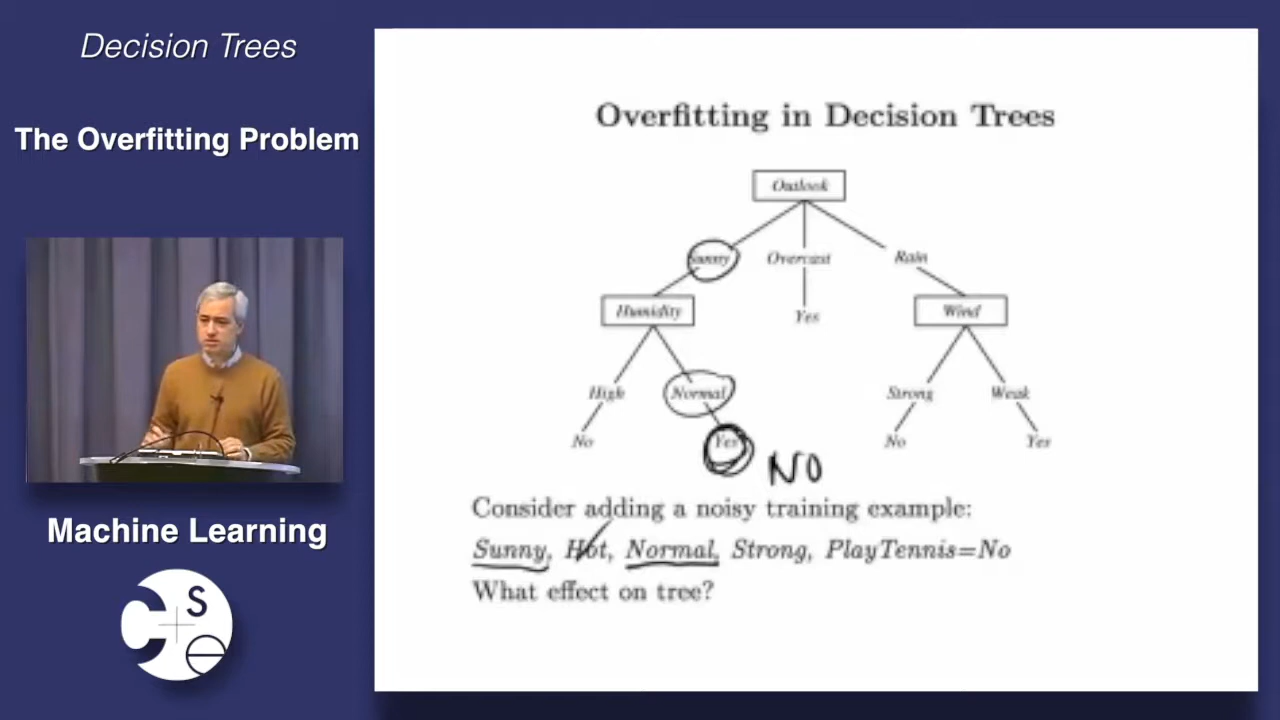 Decision Trees
The Overfitting Problem
Machine Learning
CSe
Overfitting in Decision Trees
Outlook
Sunny Overcast Rain
Humidity Yes Wind
High Normal Strong Weak
No Yes No Yes
NO
Consider adding a noisy training example:
Sunny, Hot, Normal, Strong, PlayTennis=No
What effect on tree?